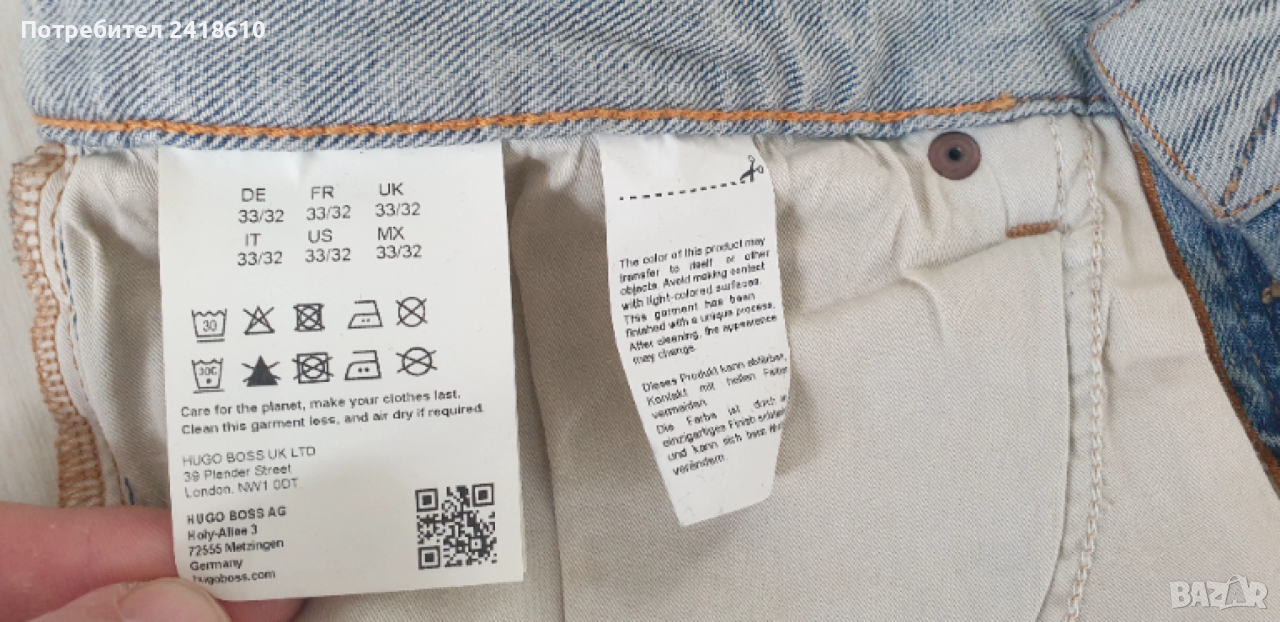 Потребител 2418610
DE FR UK
33/32 33/32 33/32
IT US MX
33/32 33/32 33/32
30
30C
Care for the planet, make your clothes last.
Clean this garment less, and air dry if required.
HUGO BOSS UK LTD
39 Plender Street
London. NW1 0DT
HUGO BOSS AG
Holy-Allee 3
72555 Metzingen
Germany
hugoboss.com
The color of this product may
transfer to itself or other
objects. Avoid making contact
with light-colored surfaces.
This garment has been
finished with a unique process.
After cleaning, the appearance
may change.
Dieses Produkt kann abfärben,
Kontakt mit hellen Farben
vermeiden.
Die Farbe ist durch
einzigartiges Finish
und kann sich beim
verändern.
BAZAR